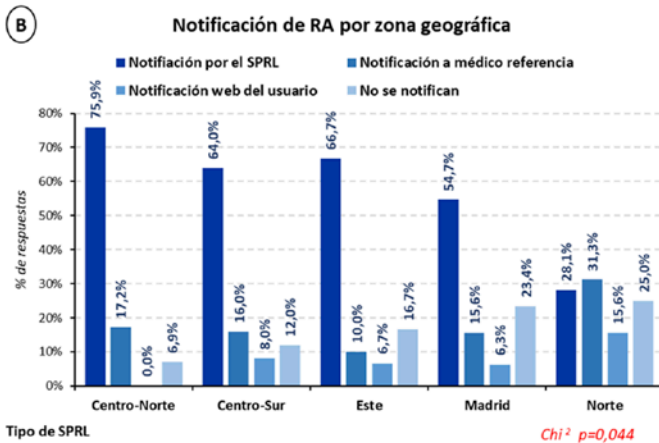 B
Notificación de RA por zona geográfica
Notifiación por el SPRL
Notificación a médico referencia
Notificación web del usuario
No se notifican
% de respuestas
80%
70%
60%
50%
40%
30%
20%
10%
0%
75,9%
17,2%
0,0%
6,9%
64,0%
16,0%
8,0%
12,0%
66,7%
10,0%
6,7%
16,7%
54,7%
15,6%
6,3%
23,4%
28,1%
31,3%
15,6%
25,0%
Centro-Norte
Centro-Sur
Este
Madrid
Norte
Tipo de SPRL
Chi² p=0,044